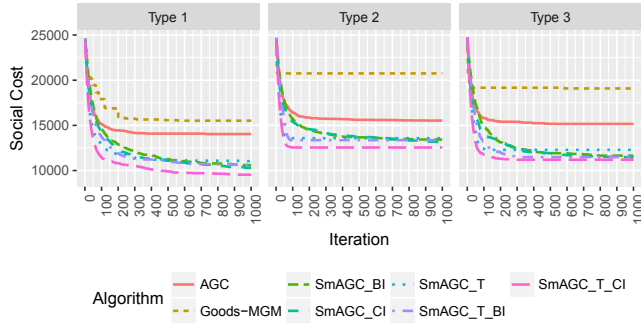 Type 1 Type 2 Type 3
25000
20000
15000
10000
Social Cost
0 100 200 300 400 500 600 700 800 900 1000 0 100 200 300 400 500 600 700 800 900 1000 0 100 200 300 400 500 600 700 800 900 1000
Iteration
Algorithm
AGC SmAGC_BI SmAGC_T SmAGC_T_CI
Goods−MGM SmAGC_CI SmAGC_T_BI